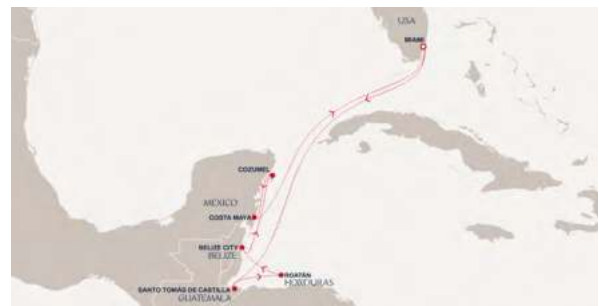 USA
MIAMI
COZUMEL
MEXICO
COSTA MAYA
BELIZE CITY
BELIZE
ROATÁN
HONDURAS
SANTO TOMÁS DE CASTILLA
GUATEMALA